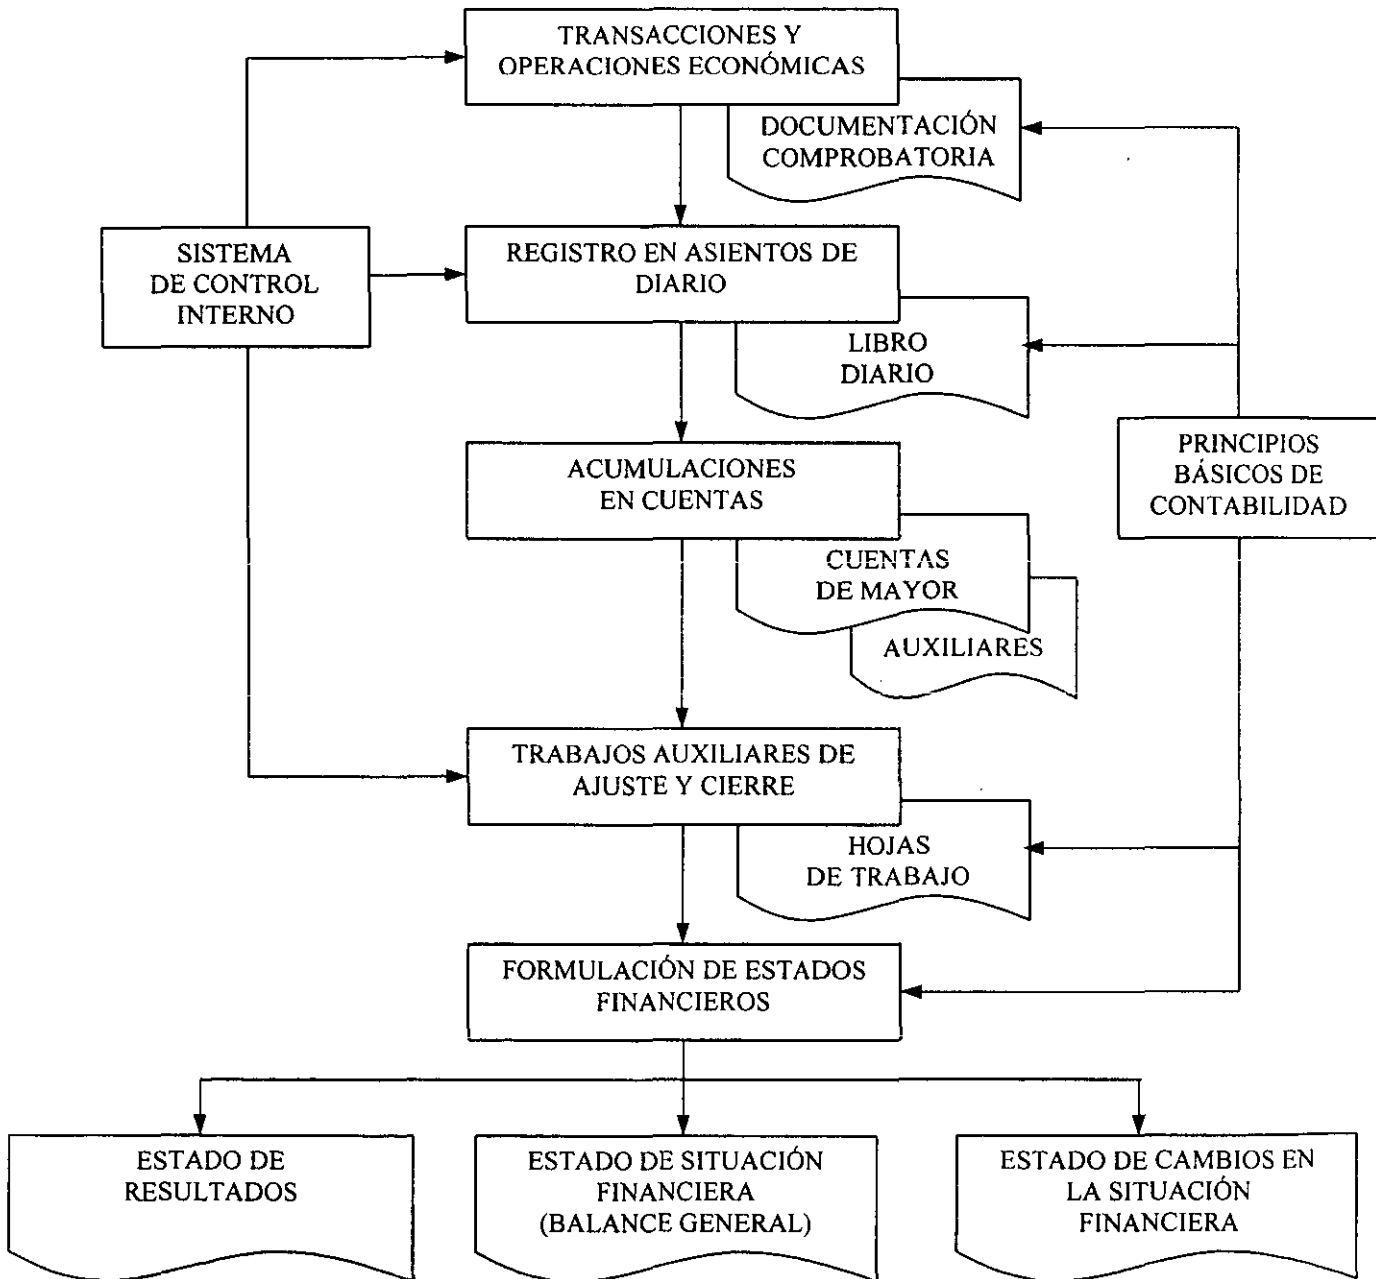 TRANSACCIONES Y
OPERACIONES ECONÓMICAS
DOCUMENTACIÓN
COMPROBATORIA
SISTEMA
DE CONTROL
INTERNO
REGISTRO EN ASIENTOS DE
DIARIO
LIBRO
DIARIO
PRINCIPIOS
BÁSICOS DE
CONTABILIDAD
ACUMULACIONES
EN CUENTAS
CUENTAS
DE MAYOR
AUXILIARES
TRABAJOS AUXILIARES DE
AJUSTE Y CIERRE
HOJAS
DE TRABAJO
FORMULACIÓN DE ESTADOS
FINANCIEROS
ESTADO DE
RESULTADOS
ESTADO DE SITUACIÓN
FINANCIERA
(BALANCE GENERAL)
ESTADO DE CAMBIOS EN
LA SITUACIÓN
FINANCIERA